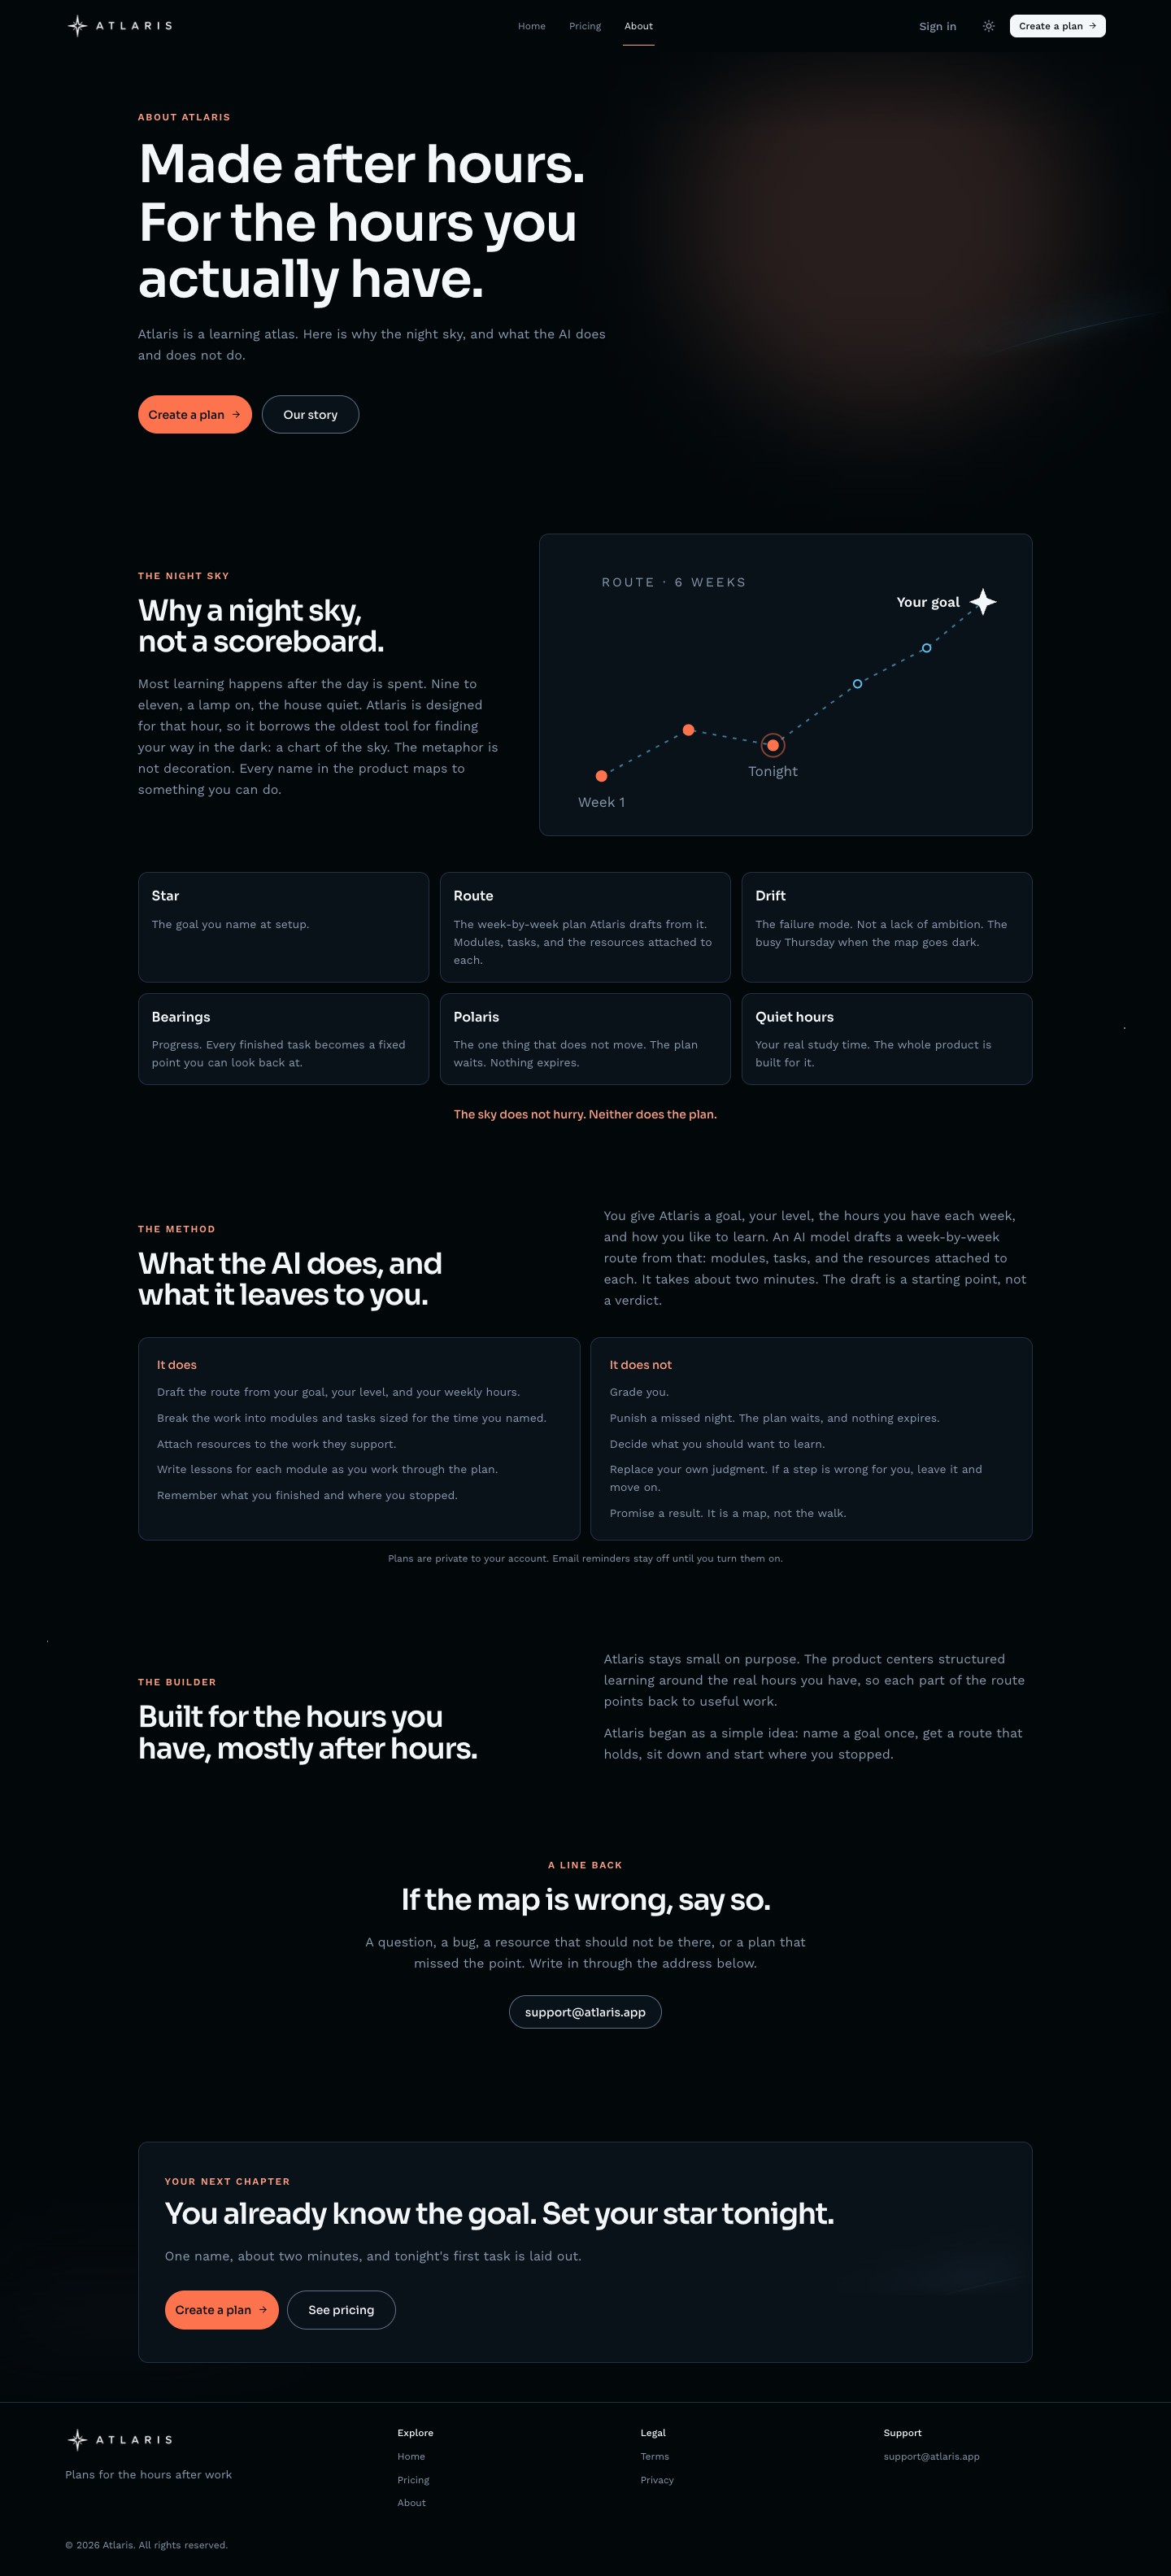 ATLARIS
Home
Pricing
About
Sign in
Create a plan →
ABOUT ATLARIS
Made after hours.
For the hours you
actually have.
Atlaris is a learning atlas. Here is why the night sky, and what the AI does
and does not do.
Create a plan →
Our story
THE NIGHT SKY
Why a night sky,
not a scoreboard.
Most learning happens after the day is spent. Nine to
eleven, a lamp on, the house quiet. Atlaris is designed
for that hour, so it borrows the oldest tool for finding
your way in the dark: a chart of the sky. The metaphor is
not decoration. Every name in the product maps to
something you can do.
ROUTE · 6 WEEKS
Your goal
Tonight
Week 1
Star
The goal you name at setup.
Route
The week-by-week plan Atlaris drafts from it.
Modules, tasks, and the resources attached to
each.
Drift
The failure mode. Not a lack of ambition. The
busy Thursday when the map goes dark.
Bearings
Progress. Every finished task becomes a fixed
point you can look back at.
Polaris
The one thing that does not move. The plan
waits. Nothing expires.
Quiet hours
Your real study time. The whole product is
built for it.
The sky does not hurry. Neither does the plan.
THE METHOD
What the AI does, and
what it leaves to you.
You give Atlaris a goal, your level, the hours you have each week,
and how you like to learn. An AI model drafts a week-by-week
route from that: modules, tasks, and the resources attached to
each. It takes about two minutes. The draft is a starting point, not
a verdict.
It does
Draft the route from your goal, your level, and your weekly hours.
Break the work into modules and tasks sized for the time you named.
Attach resources to the work they support.
Write lessons for each module as you work through the plan.
Remember what you finished and where you stopped.
It does not
Grade you.
Punish a missed night. The plan waits, and nothing expires.
Decide what you should want to learn.
Replace your own judgment. If a step is wrong for you, leave it and
move on.
Promise a result. It is a map, not the walk.
Plans are private to your account. Email reminders stay off until you turn them on.
THE BUILDER
Built for the hours you
have, mostly after hours.
Atlaris stays small on purpose. The product centers structured
learning around the real hours you have, so each part of the route
points back to useful work.
Atlaris began as a simple idea: name a goal once, get a route that
holds, sit down and start where you stopped.
A LINE BACK
If the map is wrong, say so.
A question, a bug, a resource that should not be there, or a plan that
missed the point. Write in through the address below.
support@atlaris.app
YOUR NEXT CHAPTER
You already know the goal. Set your star tonight.
One name, about two minutes, and tonight's first task is laid out.
Create a plan →
See pricing
ATLARIS
Plans for the hours after work
Explore
Home
Pricing
About
Legal
Terms
Privacy
Support
support@atlaris.app
© 2026 Atlaris. All rights reserved.